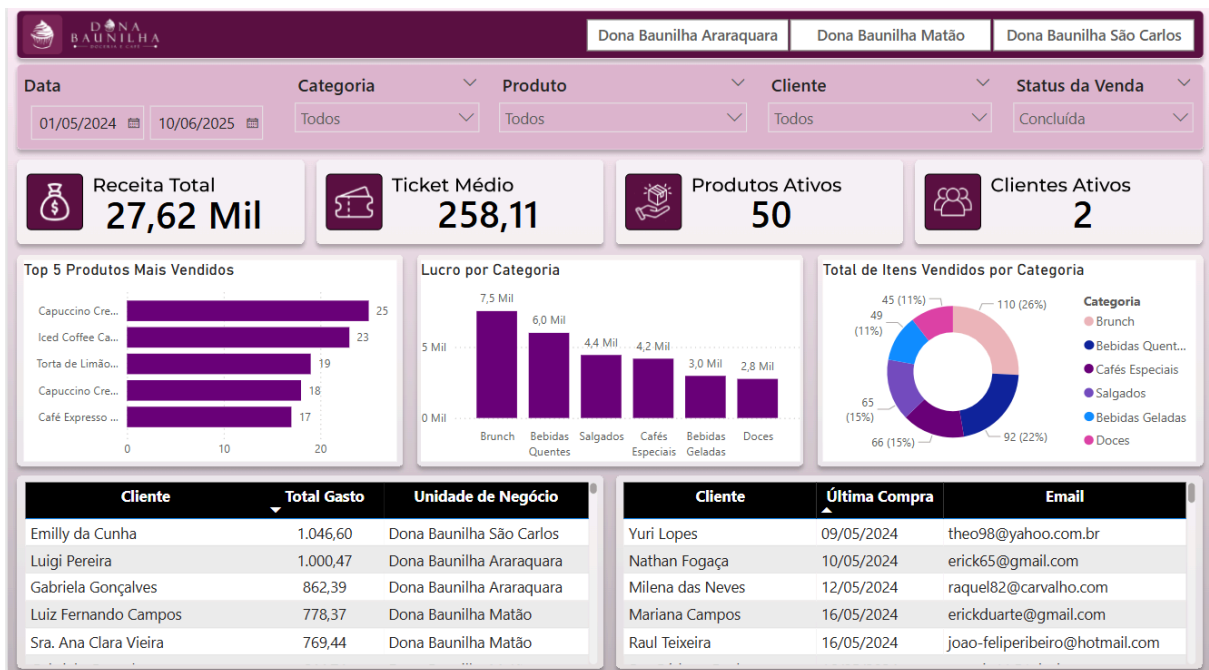 DONA
BAUNILHA
Dona Baunilha Araraquara
Dona Baunilha Matão
Dona Baunilha São Carlos
Data
01/05/2024
10/06/2025
Categoria
Todos
Produto
Todos
Cliente
Todos
Status da Venda
Concluída
Receita Total
27,62 Mil
Ticket Médio
258,11
Produtos Ativos
50
Clientes Ativos
2
Top 5 Produtos Mais Vendidos
Capuccino Cre... 25
Iced Coffee Ca... 23
Torta de Limão... 19
Capuccino Cre... 18
Café Expresso ... 17
0 10 20
Lucro por Categoria
7,5 Mil
6,0 Mil
4,4 Mil
4,2 Mil
3,0 Mil
2,8 Mil
5 Mil
0 Mil
Brunch
Bebidas
Quentes
Salgados
Cafés
Especiais
Bebidas
Geladas
Doces
Total de Itens Vendidos por Categoria
45 (11%)
110 (26%)
49
(11%)
65
(15%)
66 (15%)
92 (22%)
Categoria
Brunch
Bebidas Quent...
Cafés Especiais
Salgados
Bebidas Geladas
Doces
Cliente Total Gasto Unidade de Negócio
Emilly da Cunha 1.046,60 Dona Baunilha São Carlos
Luigi Pereira 1.000,47 Dona Baunilha Araraquara
Gabriela Gonçalves 862,39 Dona Baunilha Araraquara
Luiz Fernando Campos 778,37 Dona Baunilha Matão
Sra. Ana Clara Vieira 769,44 Dona Baunilha Matão
Cliente Última Compra Email
Yuri Lopes 09/05/2024 theo98@yahoo.com.br
Nathan Fogaça 10/05/2024 erick65@gmail.com
Milena das Neves 12/05/2024 raquel82@carvalho.com
Mariana Campos 16/05/2024 erickduarte@gmail.com
Raul Teixeira 16/05/2024 joao-feliperibeiro@hotmail.com